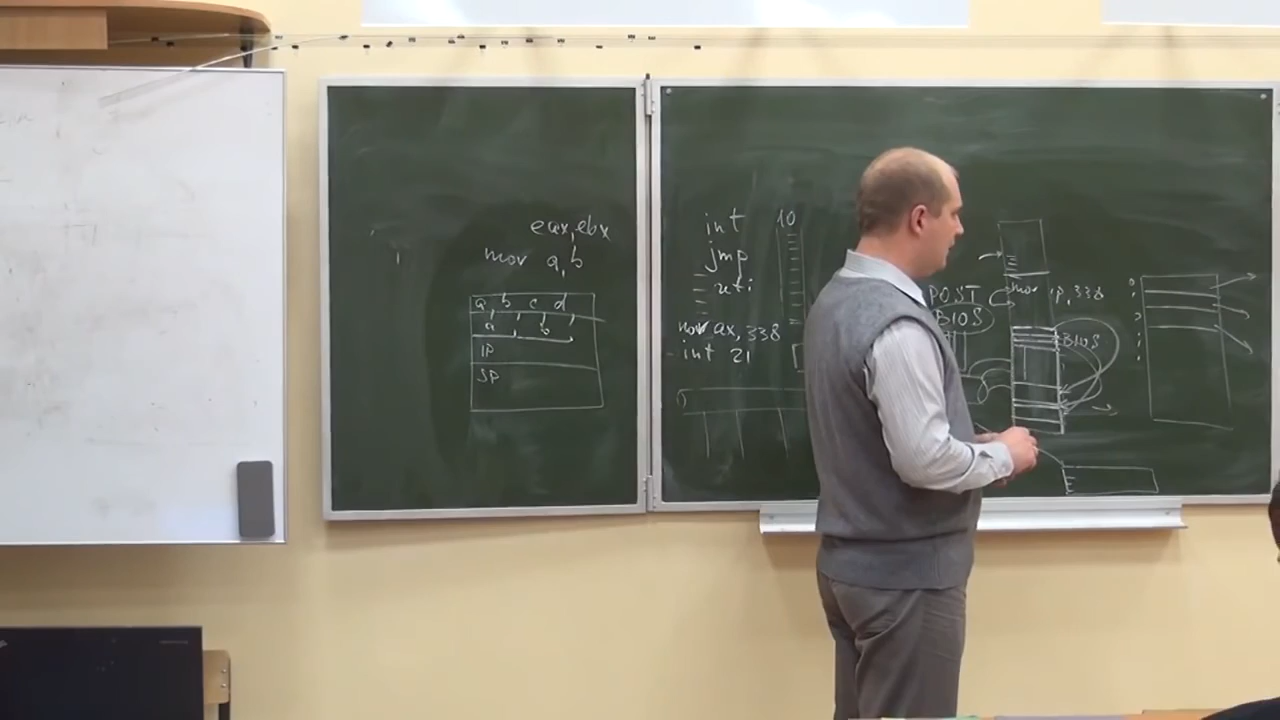 eax, ebx
mov a, b
a b c d
a b
IP
SP
int
jmp
mov ax, 338
int 21
10
POST
BIOS
mov ip, 338
BIOS